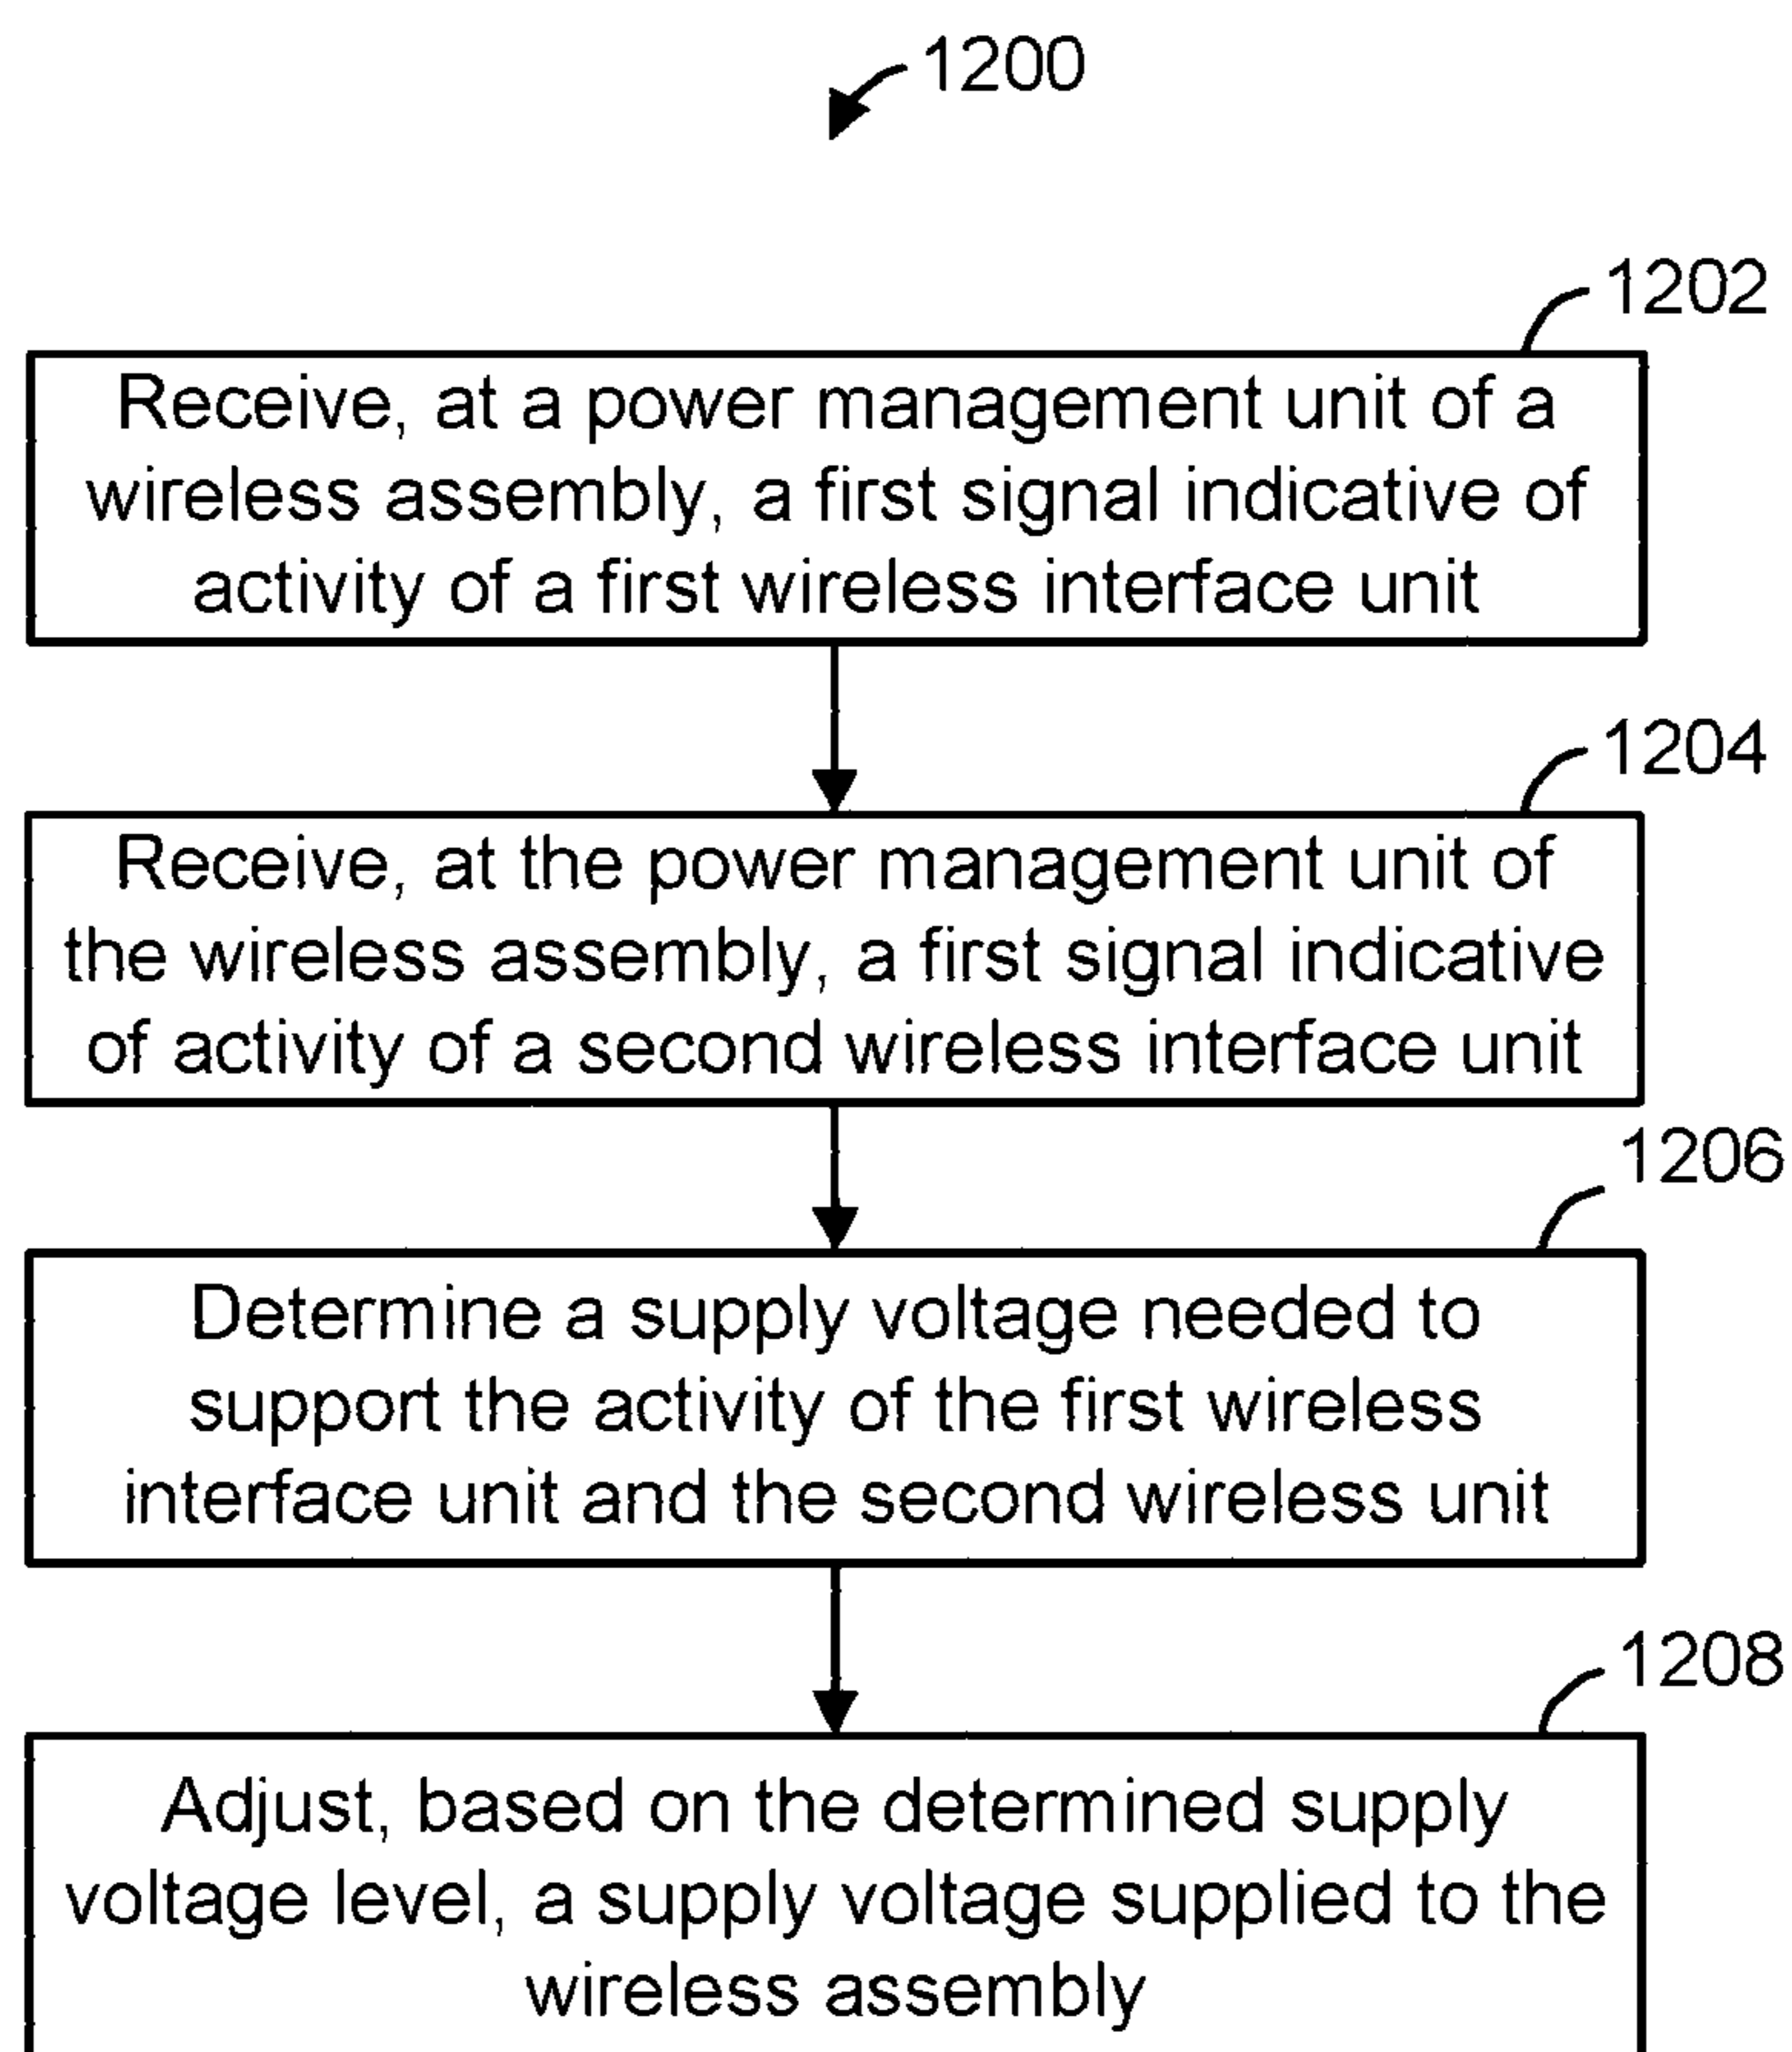 1200
1202
Receive, at a power management unit of a
wireless assembly, a first signal indicative of
activity of a first wireless interface unit
1204
Receive, at the power management unit of
the wireless assembly, a first signal indicative
of activity of a second wireless interface unit
1206
Determine a supply voltage needed to
support the activity of the first wireless
interface unit and the second wireless unit
1208
Adjust, based on the determined supply
voltage level, a supply voltage supplied to the
wireless assembly